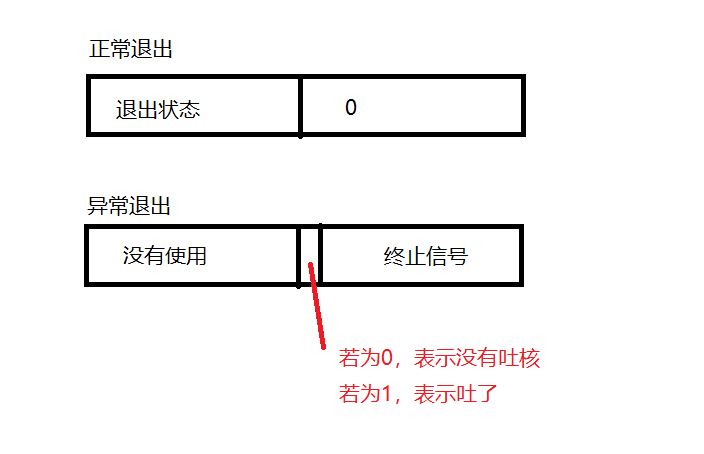 正常退出
退出状态 0
异常退出
没有使用 终止信号
若为0，表示没有吐核
若为1，表示吐了